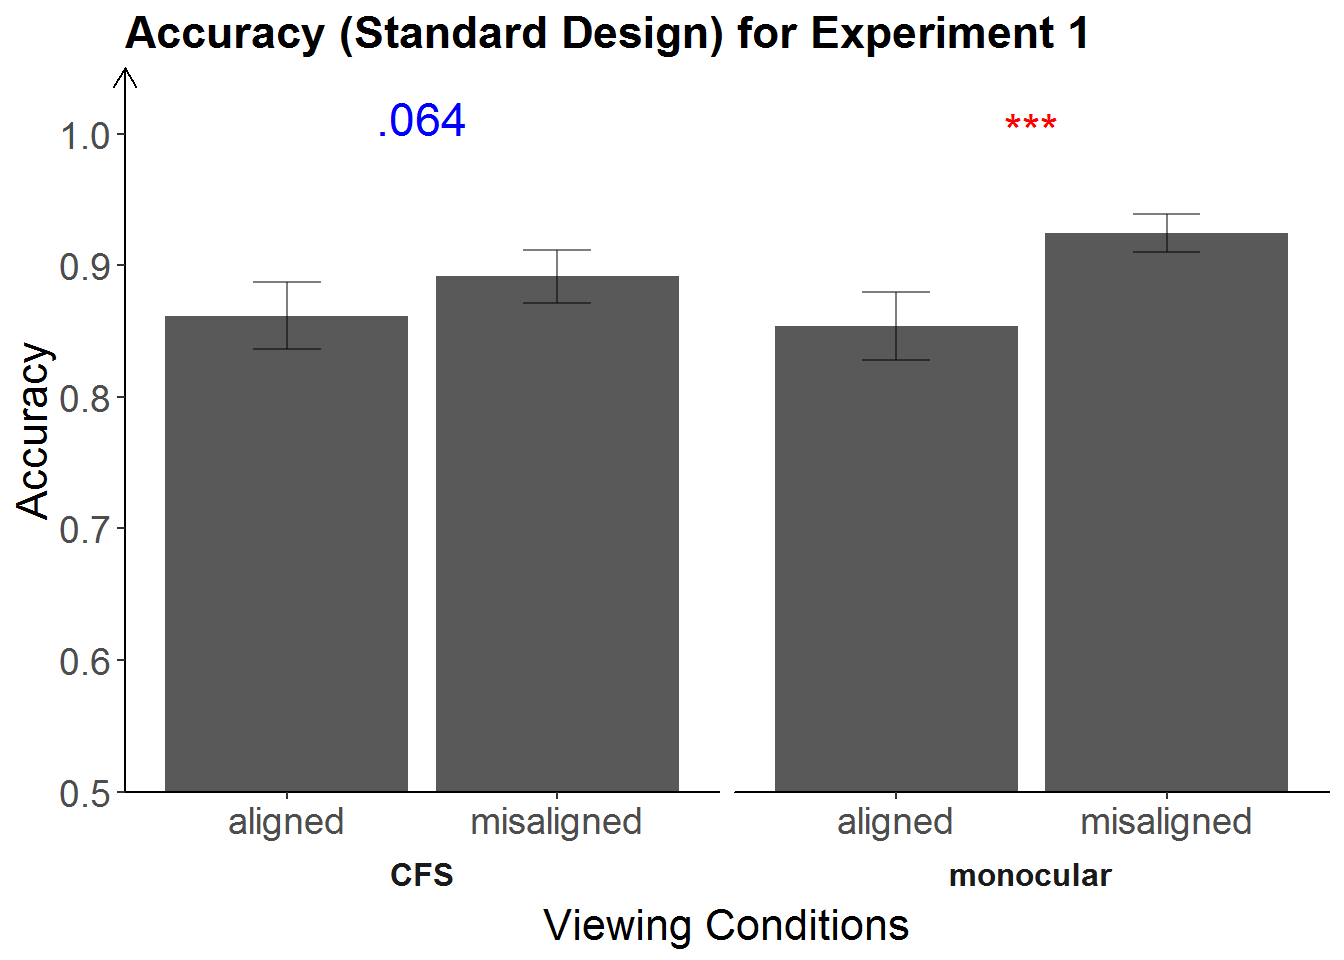 Accuracy (Standard Design) for Experiment 1
.064 ***
1.0
0.9
0.8
0.7
0.6
0.5
Accuracy
aligned misaligned aligned misaligned
CFS monocular
Viewing Conditions